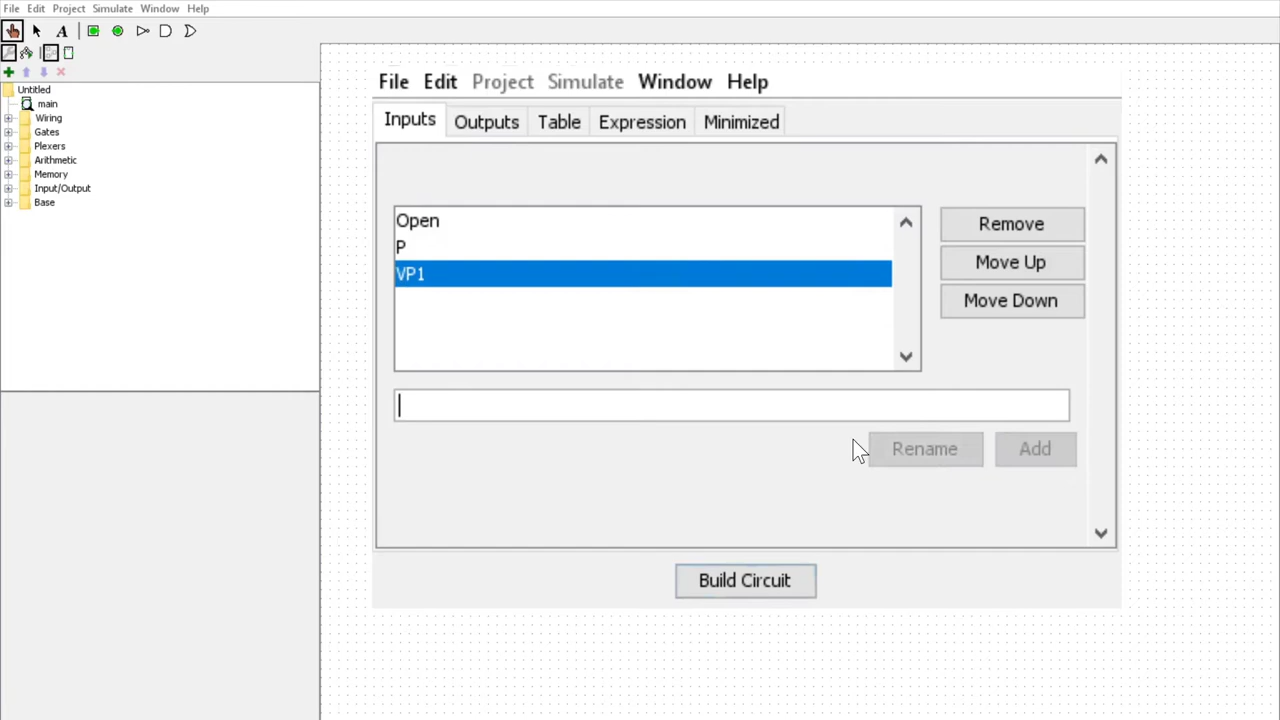 File Edit Project Simulate Window Help
A
Untitled
main
Wiring
Gates
Plexers
Arithmetic
Memory
Input/Output
Base
File Edit Project Simulate Window Help
Inputs Outputs Table Expression Minimized
Open
P
VP1
Remove
Move Up
Move Down
Rename Add
Build Circuit